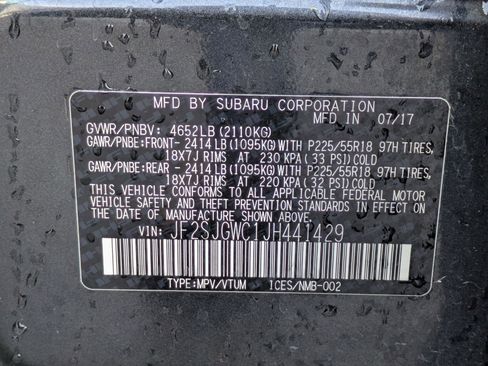 MFD BY SUBARU CORPORATION
MFD IN 07/17
GVWR/PNBV: 4652LB (2110KG)
GAWR/PNBE:FRONT- 2414LB (1095KG)WITH P225/55R18 97H TIRES,
18X7J RIMS AT 230 KPA (33 PSI)COLD
GAWR/PNBE:REAR - 2414LB (1095KG)WITH P225/55R18 97H TIRES,
18X7J RIMS AT 220 KPA (32 PSI)COLD
THIS VEHICLE CONFORMS TO ALL APPLICABLE FEDERAL MOTOR
VEHICLE SAFETY AND THEFT PREVENTION STANDARDS IN EFFECT
ON THE DATE OF MANUFACTURE SHOWN ABOVE.
VIN: JF2SJGWC1JH441429
TYPE:MPV/VTUM ICES/NMB-002